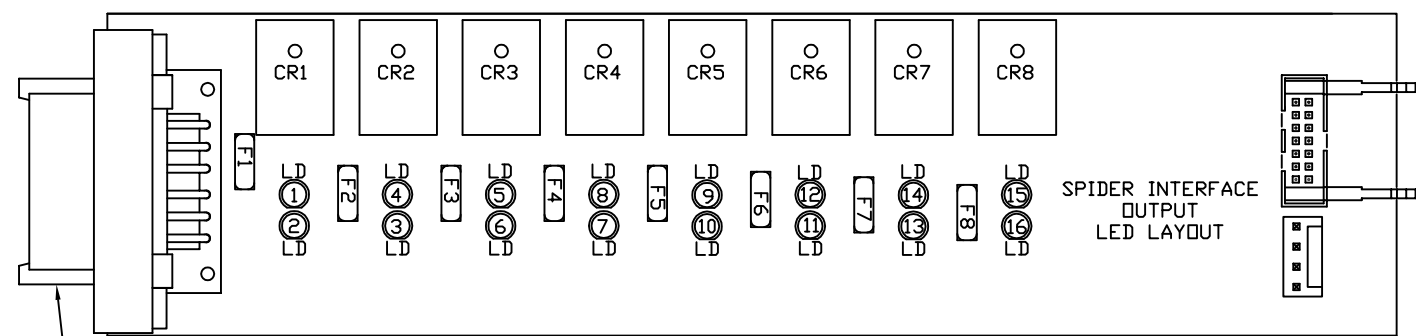 CR1 CR2 CR3 CR4 CR5 CR6 CR7 CR8
F1 F2 F3 F4 F5 F6 F7 F8
LD LD LD LD LD LD LD LD
1 4 5 8 9 12 14 15
2 3 6 7 10 11 13 16
LD LD LD LD LD LD LD LD
SPIDER INTERFACE
OUTPUT
LED LAYOUT